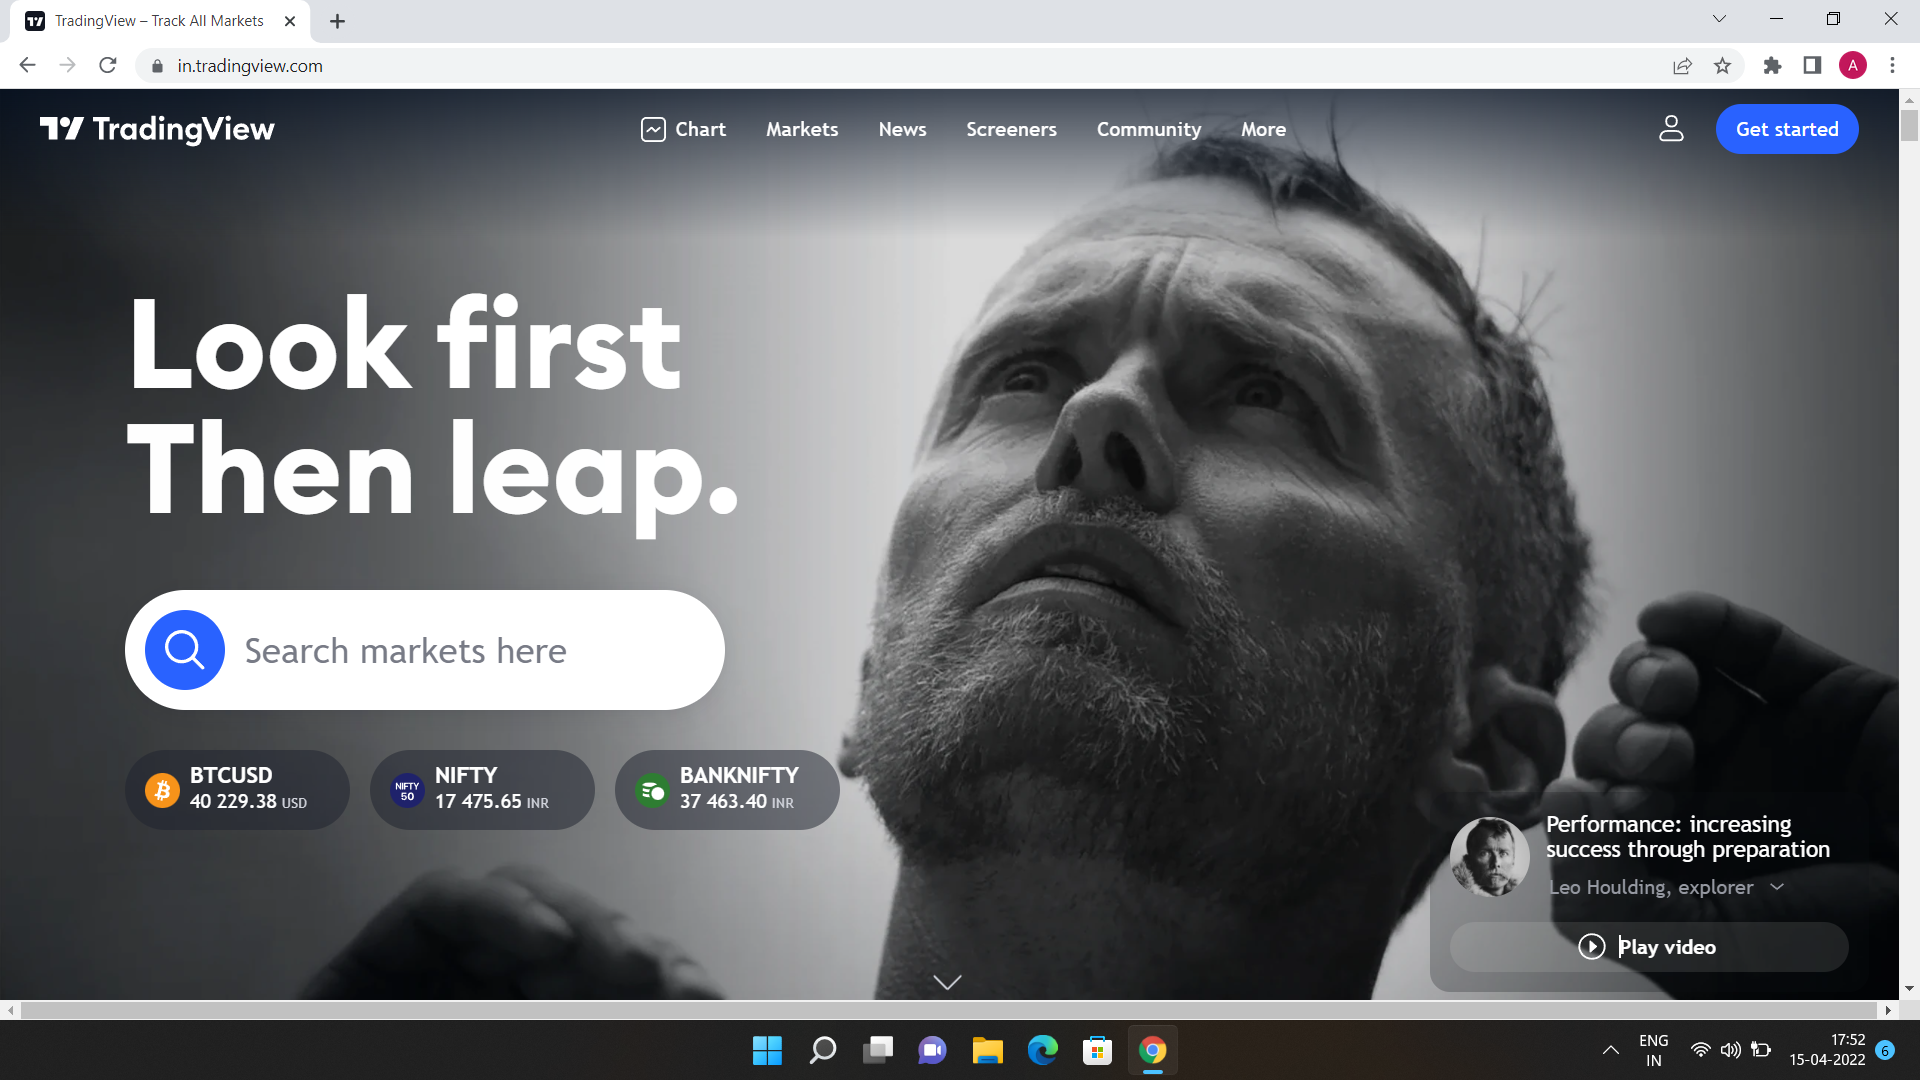 TradingView – Track All Markets
in.tradingview.com
A
TradingView
Chart Markets News Screeners Community More
Get started
Look first
Then leap.
Search markets here
BTCUSD
40 229.38 USD
NIFTY
50
NIFTY
17 475.65 INR
BANKNIFTY
37 463.40 INR
Performance: increasing
success through preparation
Leo Houlding, explorer
Play video
ENG
IN
17:52
15-04-2022
6